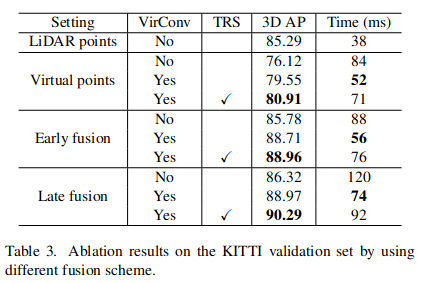 Setting VirConv TRS 3D AP Time (ms)
LiDAR points No 85.29 38
No 76.12 84
Virtual points Yes 79.55 52
Yes ✓ 80.91 71
No 85.78 88
Early fusion Yes 88.71 56
Yes ✓ 88.96 76
No 86.32 120
Late fusion Yes 88.97 74
Yes ✓ 90.29 92
Table 3. Ablation results on the KITTI validation set by using
different fusion scheme.